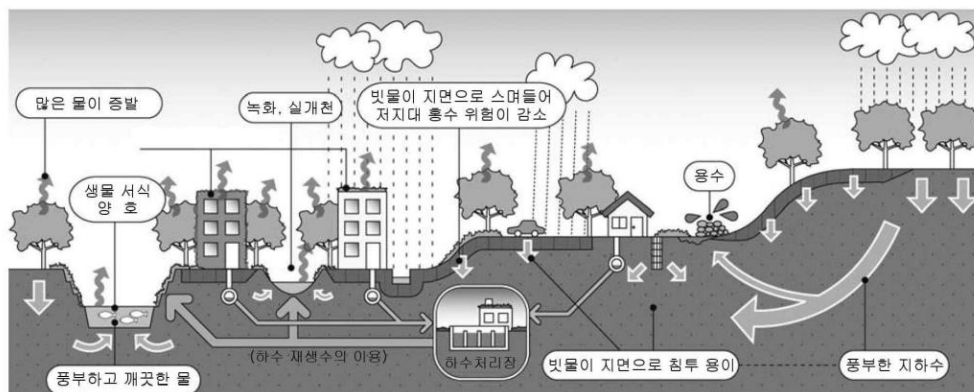 많은 물이 증발
녹화, 실개천
빗물이 지면으로 스며들어
저지대 홍수 위험이 감소
생물 서식
양 호
용수
(하수 재생수의 이용)
하수처리장
풍부하고 깨끗한 물
빗물이 지면으로 침투 용이
풍부한 지하수